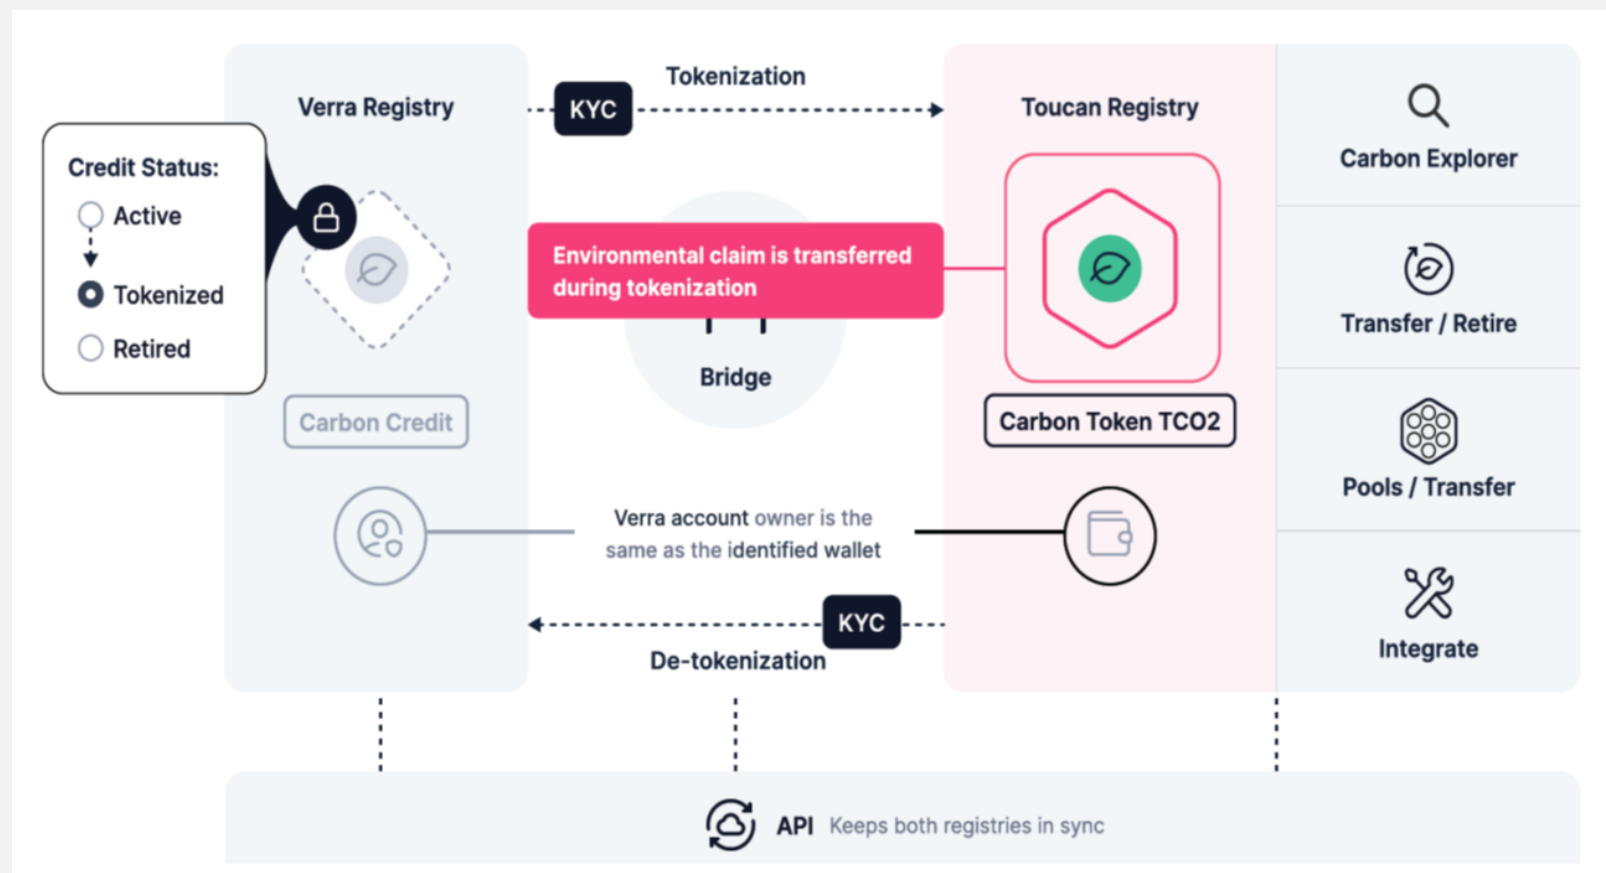 Tokenization
KYC
Verra Registry
Toucan Registry
Credit Status:
Active
Tokenized
Retired
Environmental claim is transferred
during tokenization
Bridge
Carbon Credit
Carbon Token TCO2
Verra account owner is the
same as the identified wallet
KYC
De-tokenization
Carbon Explorer
Transfer / Retire
Pools / Transfer
Integrate
API Keeps both registries in sync